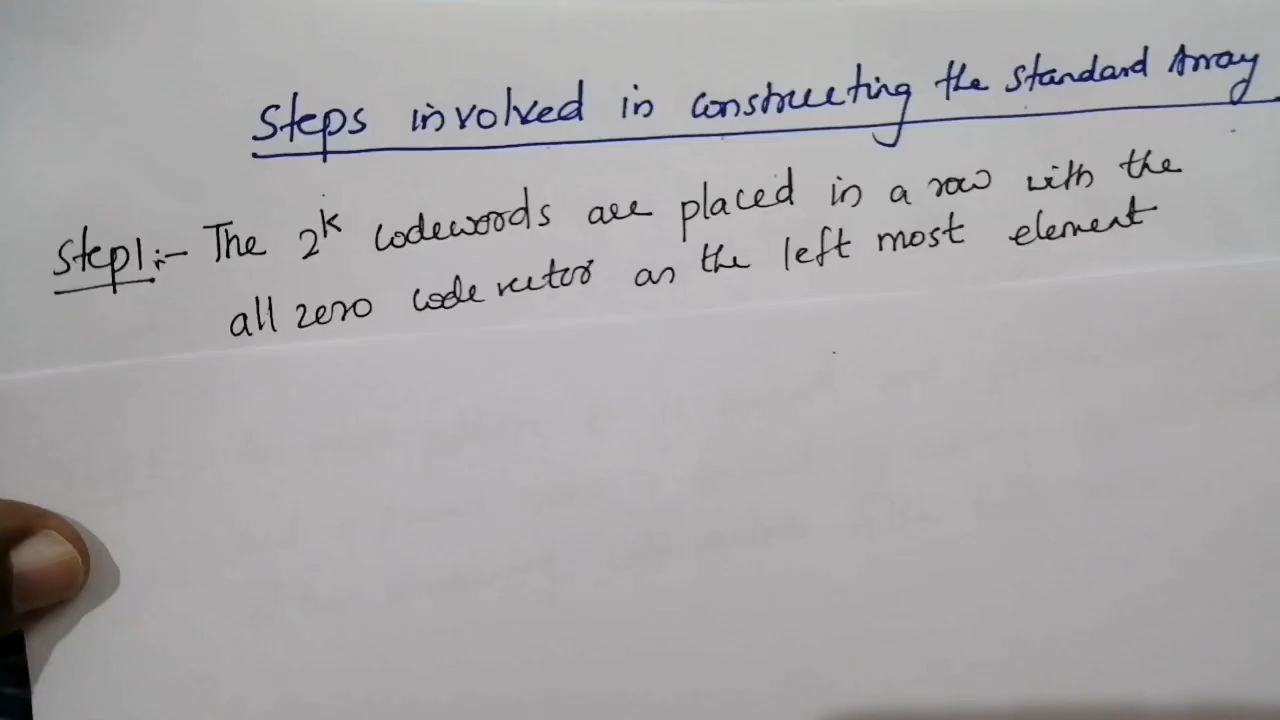 Steps involved in constructing the Standard Array
Step1:- The 2^k codewords are placed in a row with the
all zero code vector as the left most element